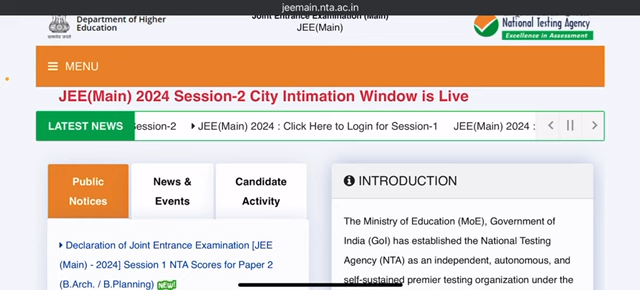 jeemain.nta.ac.in
Department of Higher
Education
Joint Entrance Examination (Main)
JEE(Main)
National Testing Agency
Excellence in Assessment
MENU
JEE(Main) 2024 Session-2 City Intimation Window is Live
LATEST NEWS
Session-2
JEE(Main) 2024 : Click Here to Login for Session-1
JEE(Main) 2024 :
Public
Notices
News &
Events
Candidate
Activity
Declaration of Joint Entrance Examination [JEE
(Main) - 2024] Session 1 NTA Scores for Paper 2
(B.Arch. / B.Planning) NEW!
INTRODUCTION
The Ministry of Education (MoE), Government of
India (GoI) has established the National Testing
Agency (NTA) as an independent, autonomous, and
self-sustained premier testing organization under the